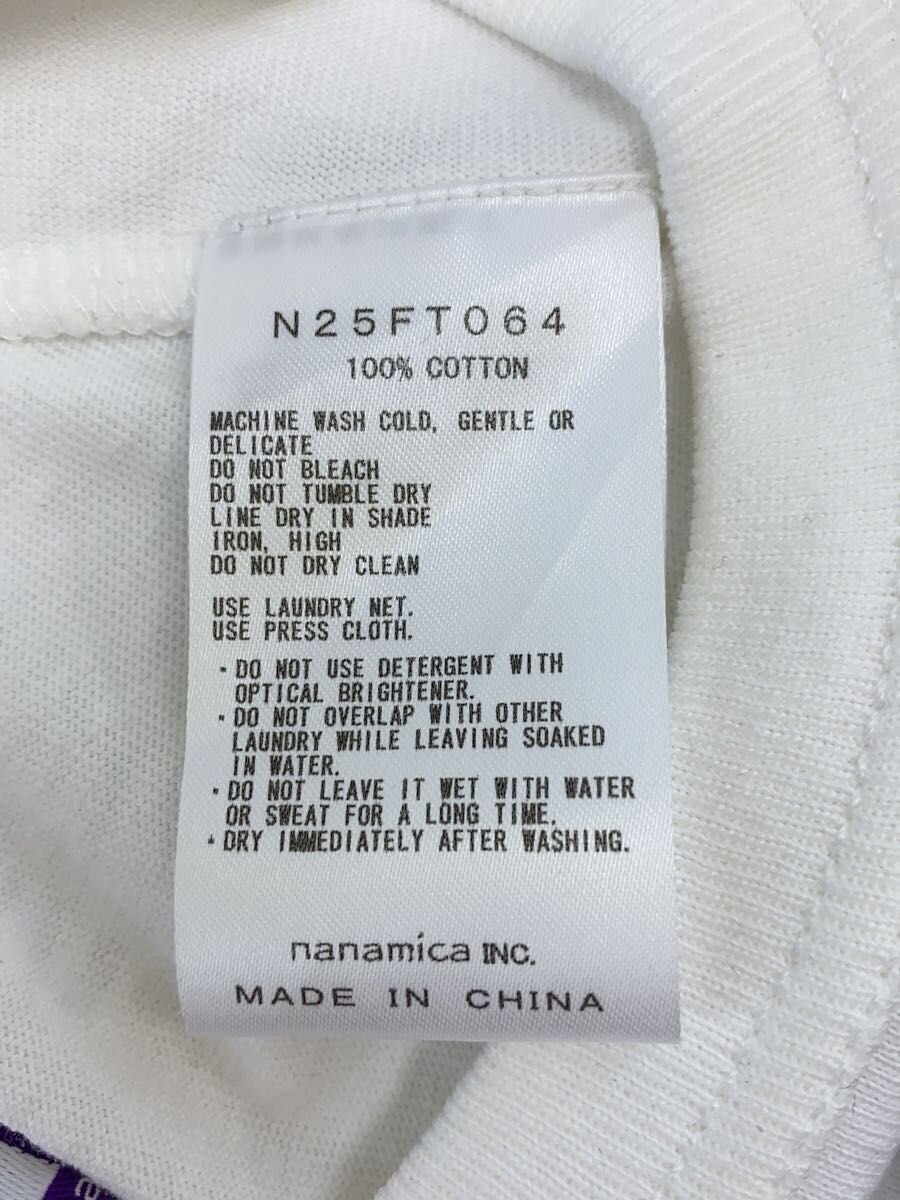 N25FT064
100% COTTON
MACHINE WASH COLD, GENTLE OR
DELICATE
DO NOT BLEACH
DO NOT TUMBLE DRY
LINE DRY IN SHADE
IRON, HIGH
DO NOT DRY CLEAN
USE LAUNDRY NET.
USE PRESS CLOTH.
・DO NOT USE DETERGENT WITH
OPTICAL BRIGHTENER.
・DO NOT OVERLAP WITH OTHER
LAUNDRY WHILE LEAVING SOAKED
IN WATER.
・DO NOT LEAVE IT WET WITH WATER
OR SWEAT FOR A LONG TIME.
・DRY IMMEDIATELY AFTER WASHING.
nanamica INC.
MADE IN CHINA